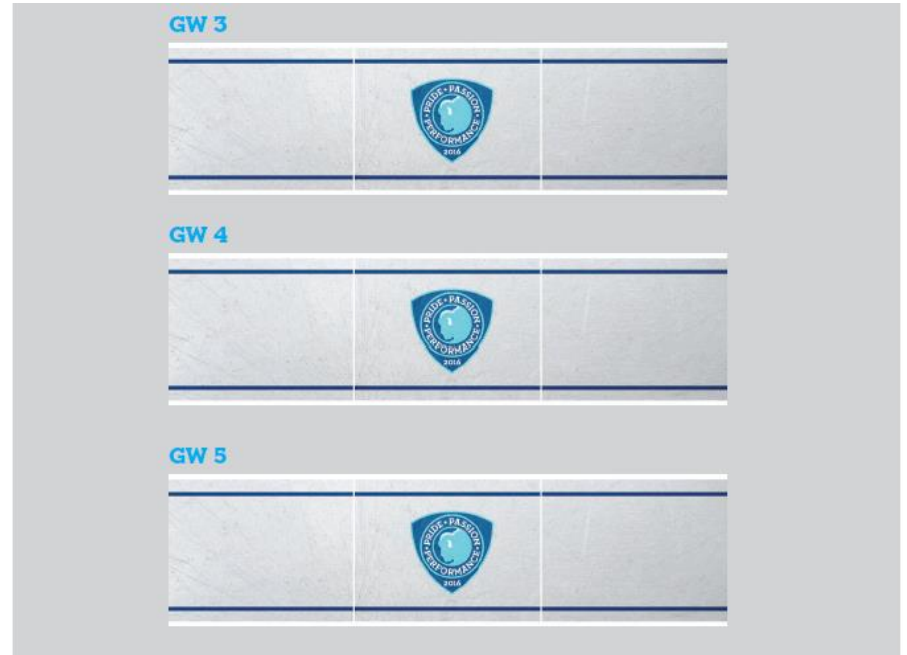 GW 3
PRIDE • PASSION
• PERFORMANCE •
2016
GW 4
PRIDE • PASSION
• PERFORMANCE •
2016
GW 5
PRIDE • PASSION
• PERFORMANCE •
2016